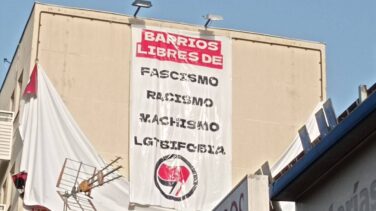 BARRIOS
LIBRES DE
FASCISMO
RACISMO
MACHISMO
LGTBIFOBIA